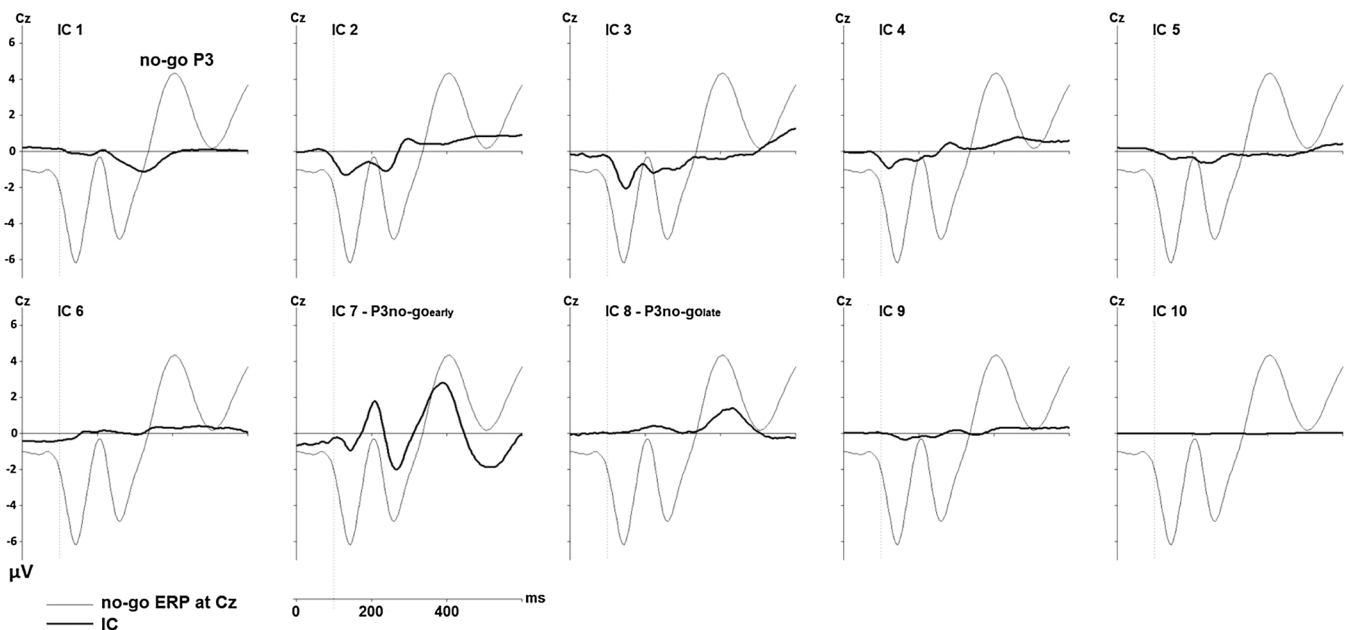 Cz Cz Cz Cz Cz
IC 1 IC 2 IC 3 IC 4 IC 5
6
no-go P3
4
2
0
-2
-4
-6
Cz Cz Cz Cz Cz
IC 6 IC 7 - P3no-goearly IC 8 - P3no-golate IC 9 IC 10
6
4
2
0
-2
-4
-6
µV
no-go ERP at Cz
IC
ms
0 200 400